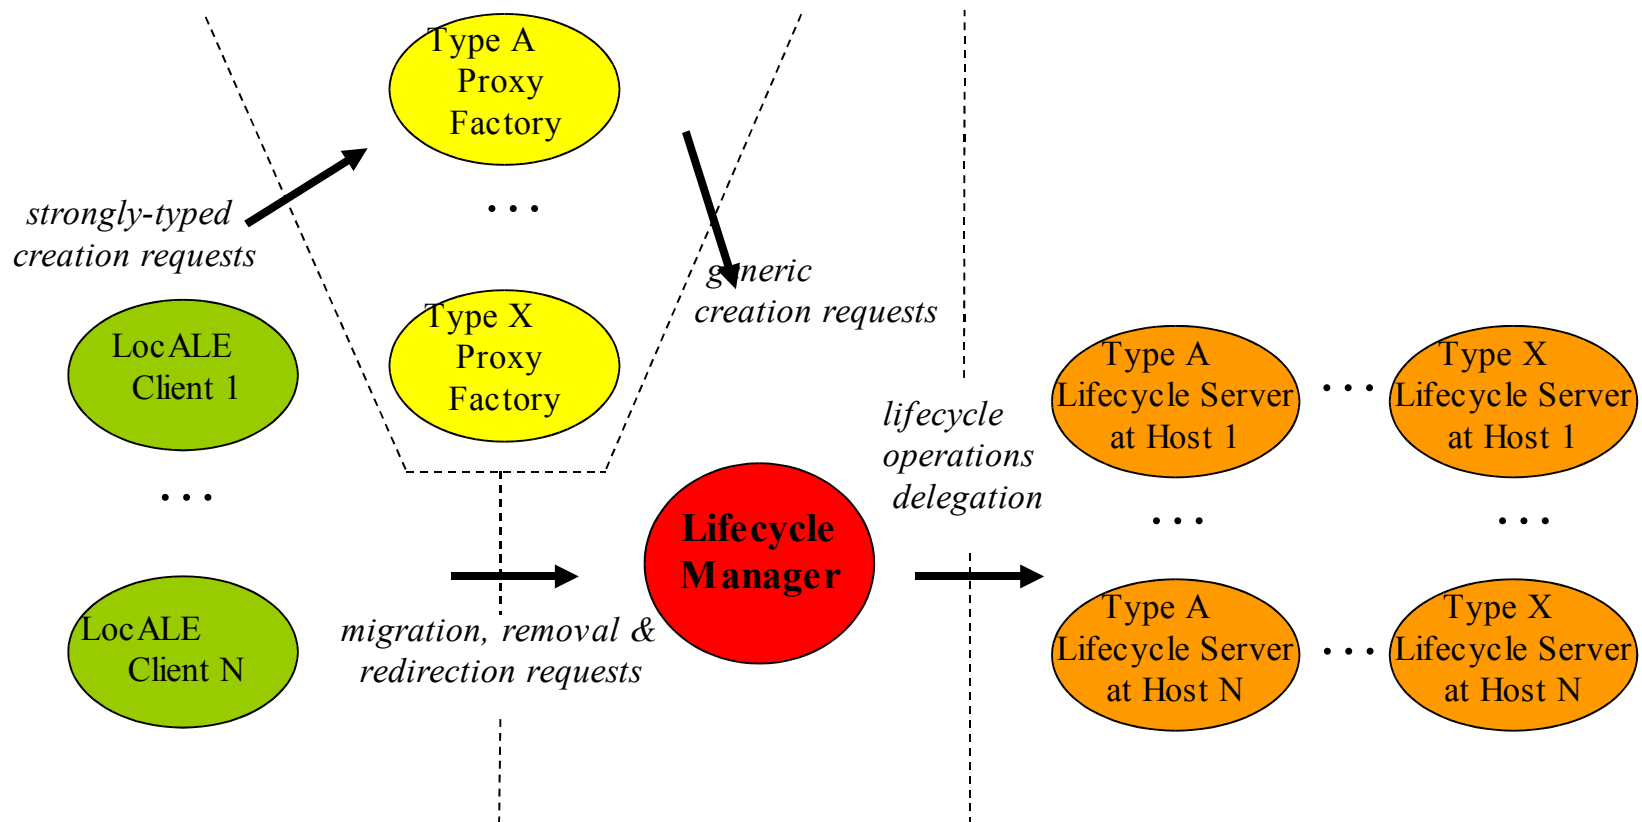 Type A
Proxy
Factory
. . .
strongly-typed
creation requests
generic
creation requests
Type X
Proxy
Factory
LocALE
Client 1
. . .
LocALE
Client N
migration, removal &
redirection requests
Lifecycle
Manager
lifecycle
operations
delegation
Type A
Lifecycle Server
at Host 1
. . .
Type X
Lifecycle Server
at Host 1
. . .
. . .
Type A
Lifecycle Server
at Host N
. . .
Type X
Lifecycle Server
at Host N